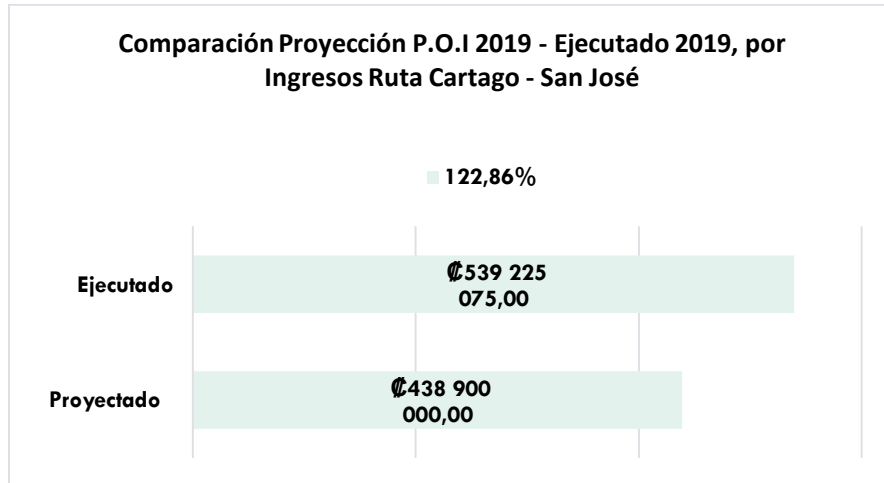 Comparación Proyección P.O.I 2019 - Ejecutado 2019, por
Ingresos Ruta Cartago - San José
122,86%
Ejecutado
₡539 225
075,00
Proyectado
₡438 900
000,00